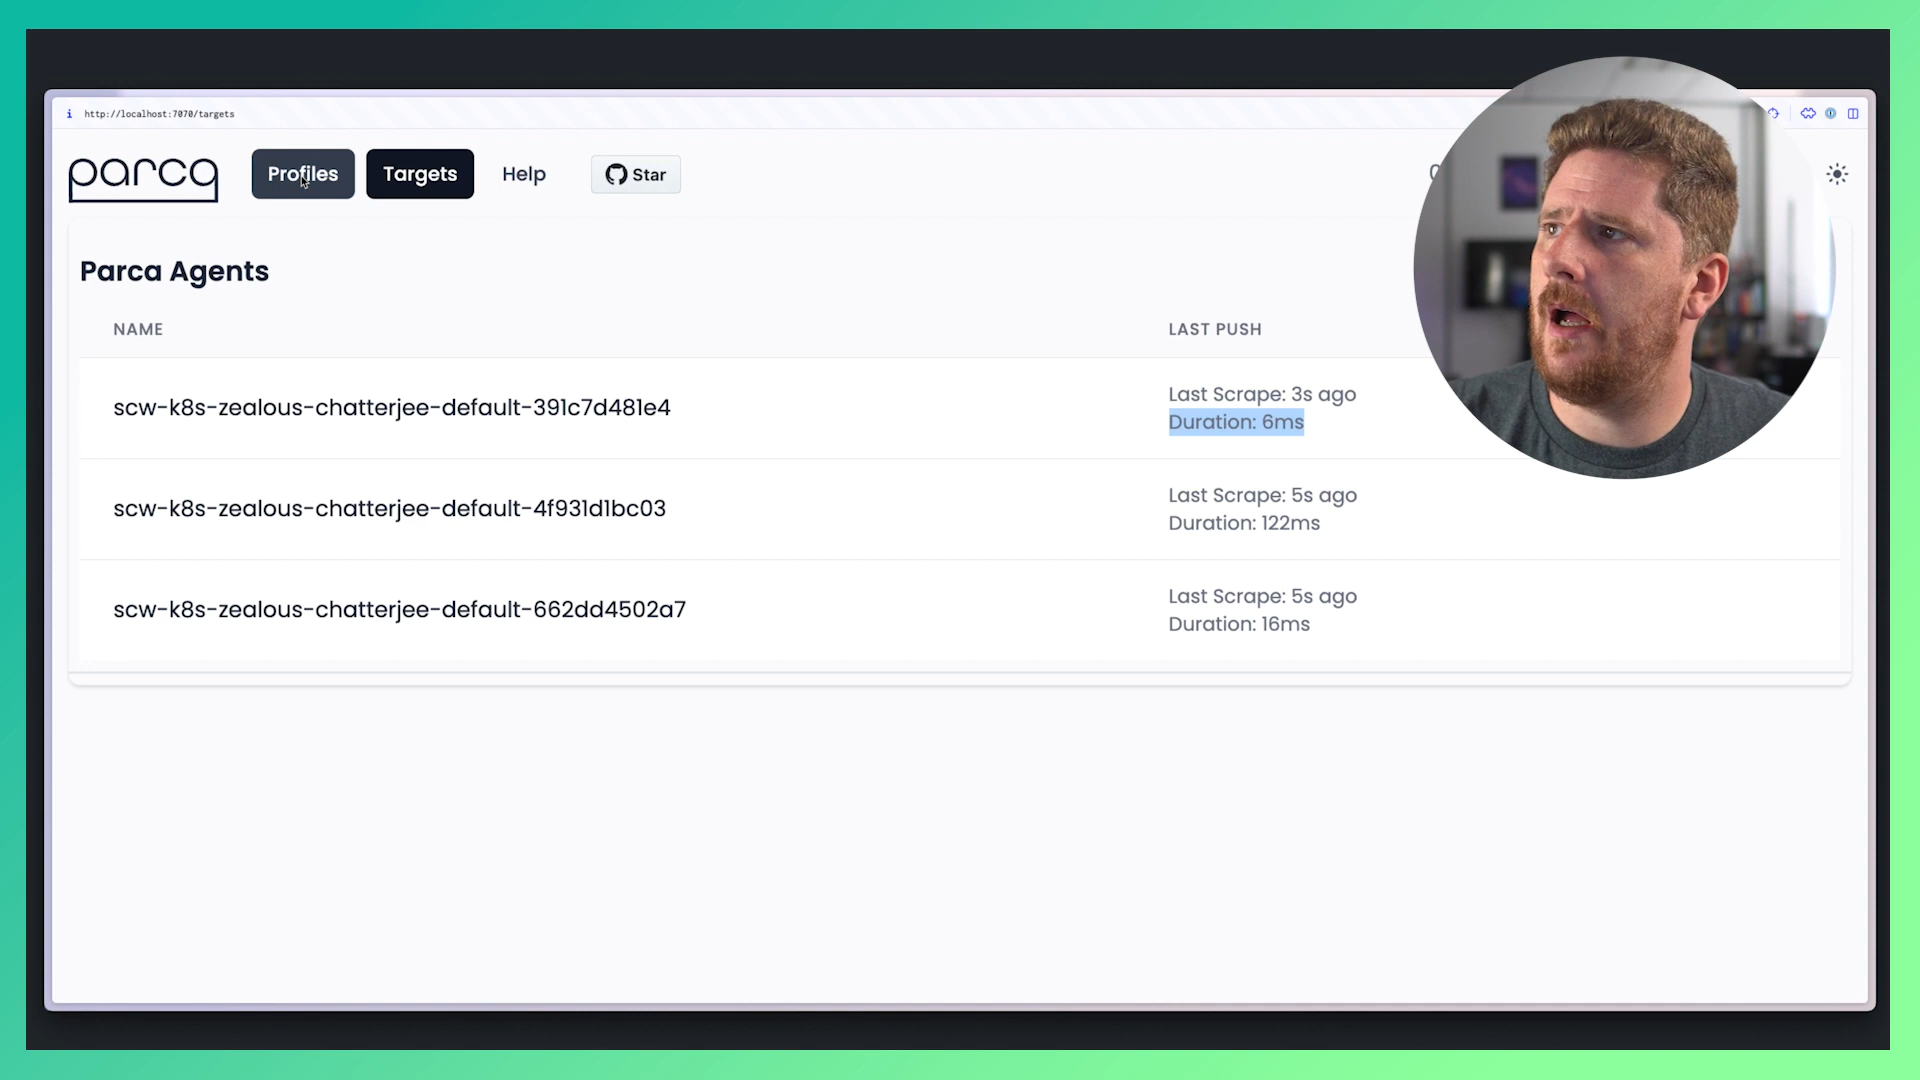 http://localhost:7070/targets
parca
Profiles
Targets
Help
Star
Parca Agents
NAME
LAST PUSH
scw-k8s-zealous-chatterjee-default-391c7d481e4
Last Scrape: 3s ago
Duration: 6ms
scw-k8s-zealous-chatterjee-default-4f931d1bc03
Last Scrape: 5s ago
Duration: 122ms
scw-k8s-zealous-chatterjee-default-662dd4502a7
Last Scrape: 5s ago
Duration: 16ms